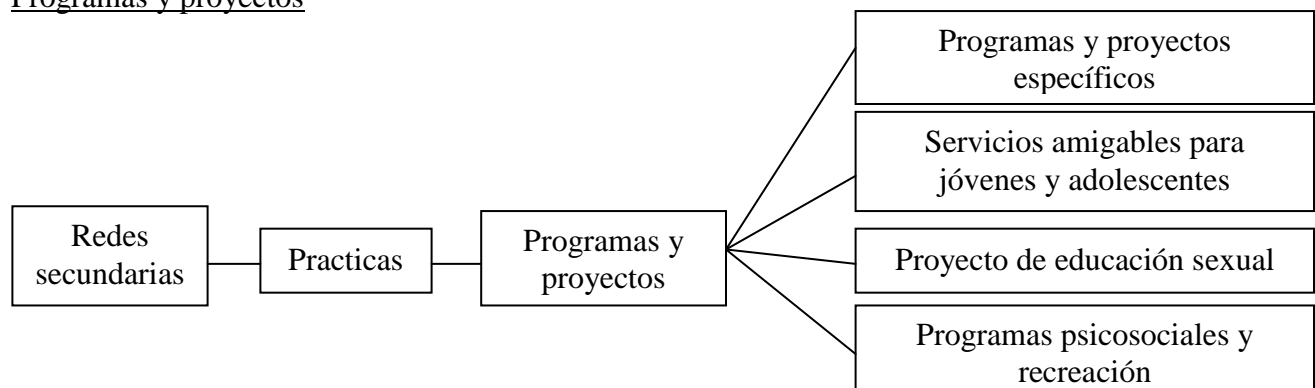 Programas y proyectos
Programas y proyectos
específicos
Servicios amigables para
jóvenes y adolescentes
Redes
secundarias
Practicas
Programas y
proyectos
Proyecto de educación sexual
Programas psicosociales y
recreación